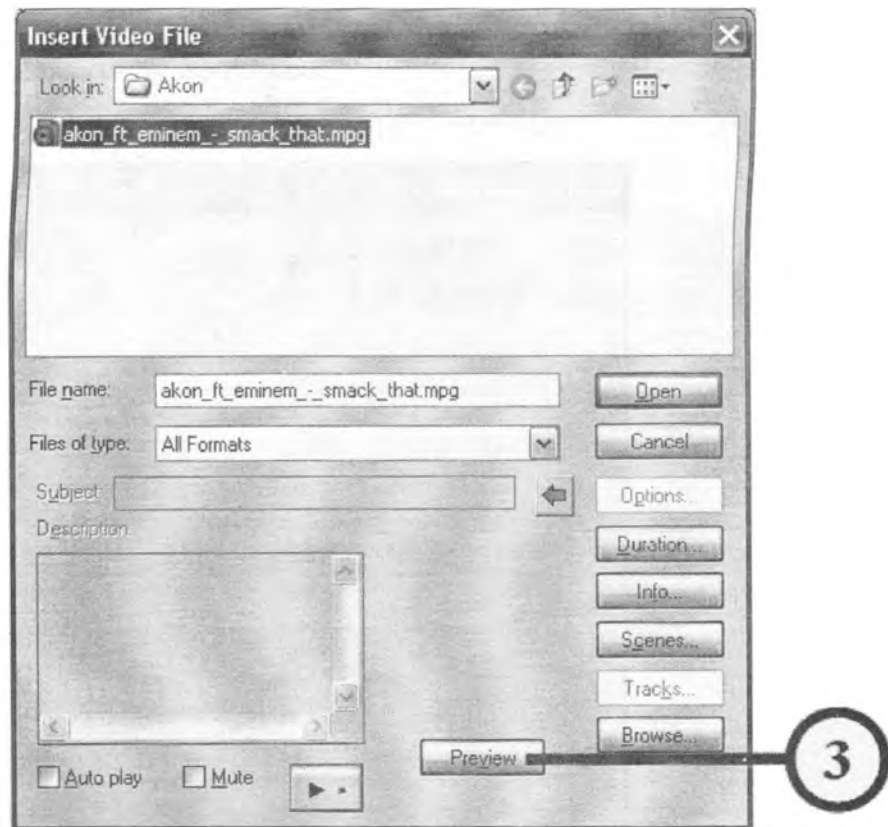 Insert Video File
Look in: Akon
akon_ft_eminem_-_smack_that.mpg
File name: akon_ft_eminem_-_smack_that.mpg Open
Files of type: All Formats Cancel
Subject: Options...
Description:
Duration...
Info...
Scenes...
Tracks...
Browse...
Preview 3
Auto play Mute